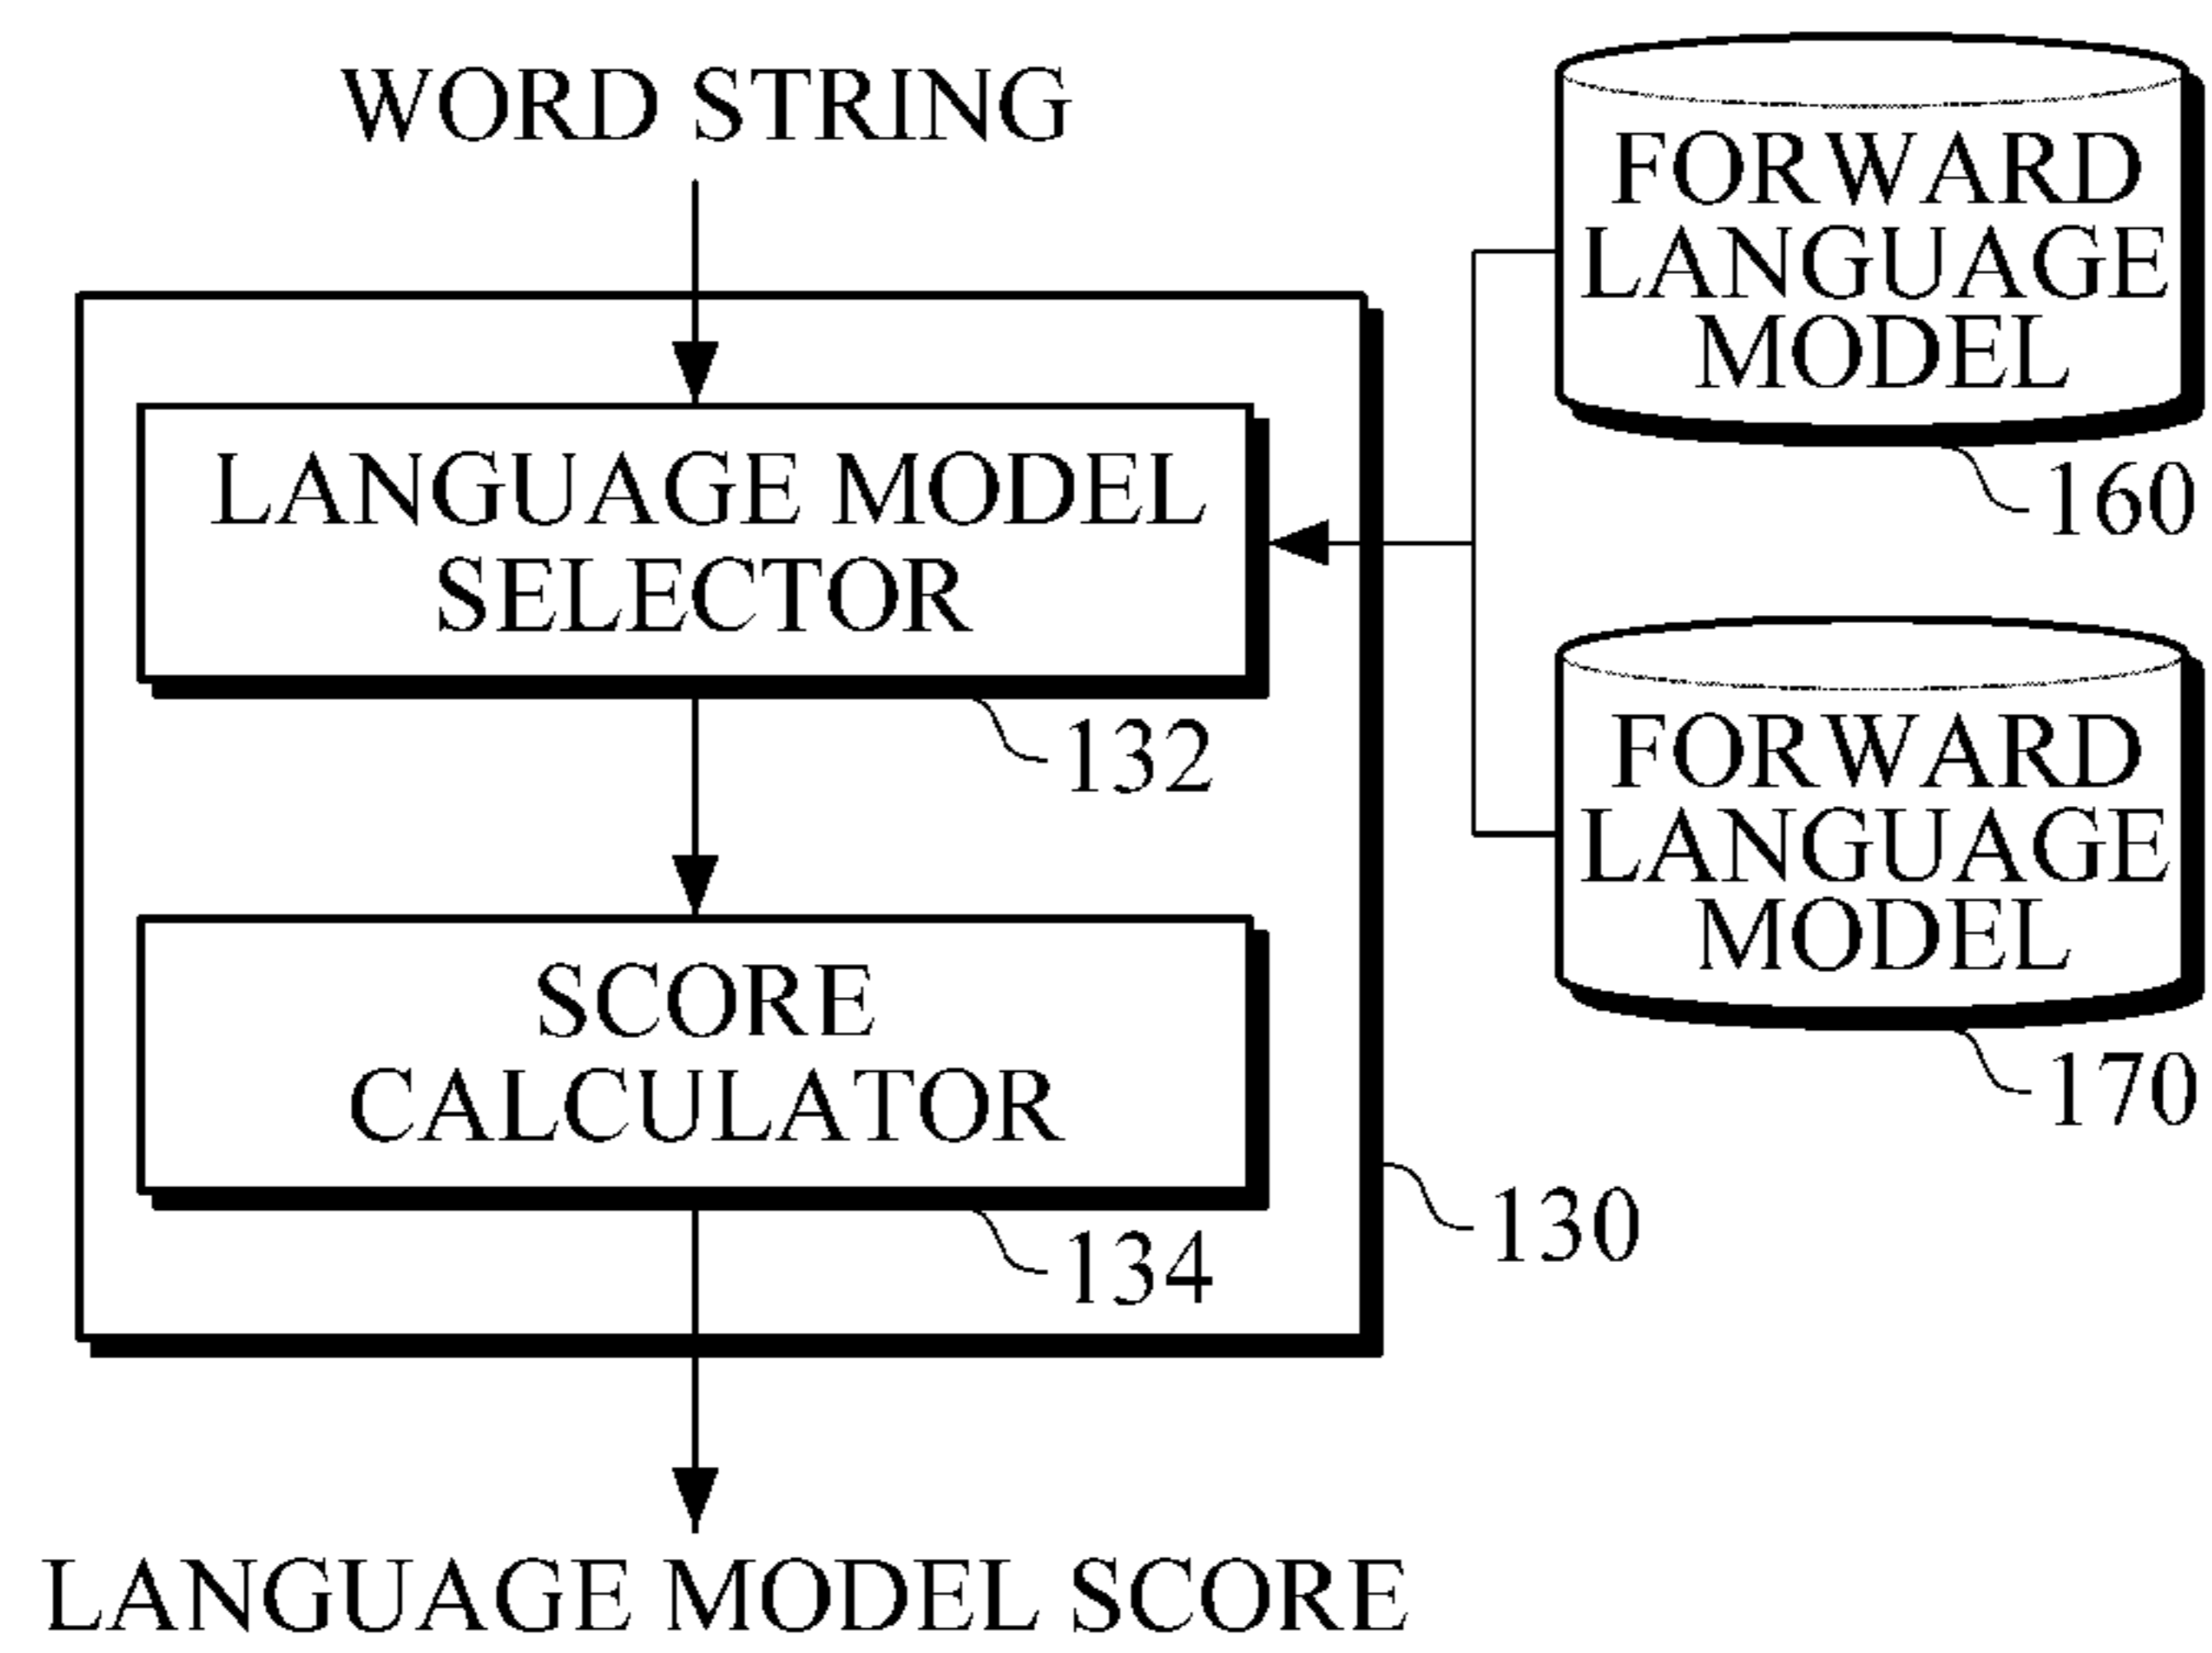 WORD STRING
FORWARD
LANGUAGE
MODEL
160
LANGUAGE MODEL
SELECTOR
132
FORWARD
LANGUAGE
MODEL
170
SCORE
CALCULATOR
134
130
LANGUAGE MODEL SCORE